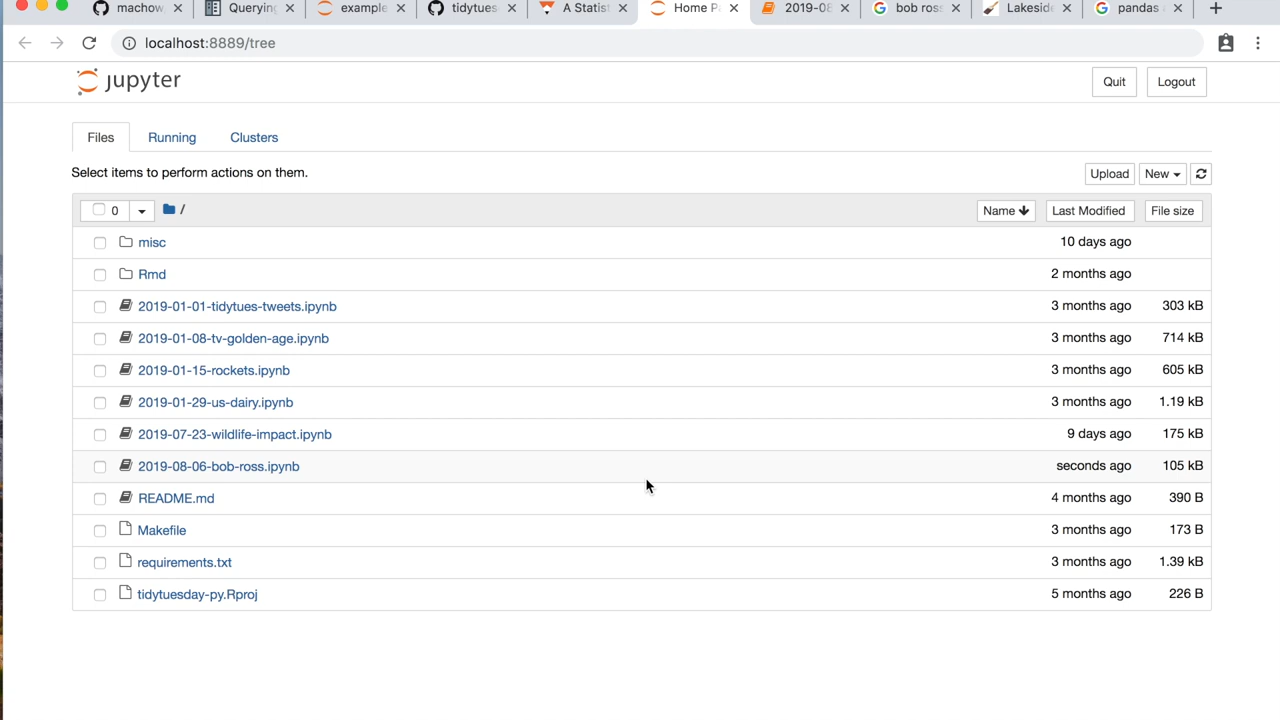 machow Querying example tidytues A Statist Home P 2019-08 bob ross Lakeside pandas
localhost:8889/tree
jupyter Quit Logout
Files Running Clusters
Select items to perform actions on them. Upload New
0 / Name Last Modified File size
misc 10 days ago
Rmd 2 months ago
2019-01-01-tidytues-tweets.ipynb 3 months ago 303 kB
2019-01-08-tv-golden-age.ipynb 3 months ago 714 kB
2019-01-15-rockets.ipynb 3 months ago 605 kB
2019-01-29-us-dairy.ipynb 3 months ago 1.19 kB
2019-07-23-wildlife-impact.ipynb 9 days ago 175 kB
2019-08-06-bob-ross.ipynb seconds ago 105 kB
README.md 4 months ago 390 B
Makefile 3 months ago 173 B
requirements.txt 3 months ago 1.39 kB
tidytuesday-py.Rproj 5 months ago 226 B